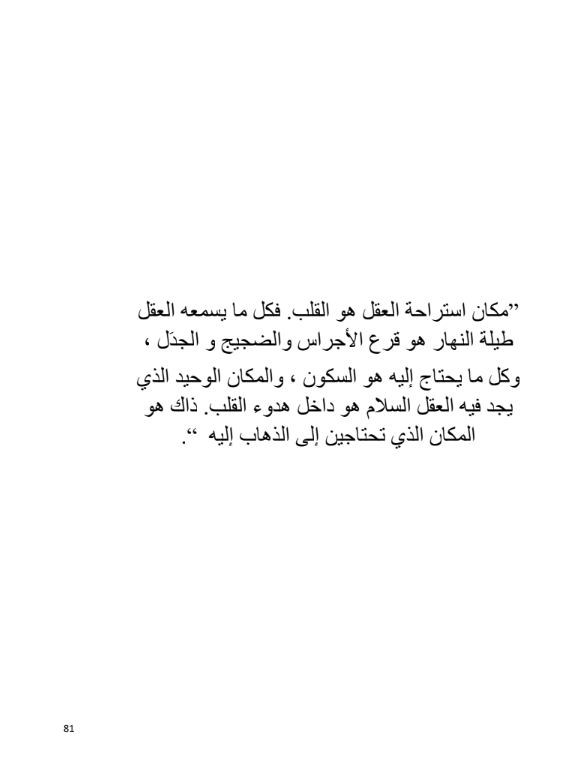 ”مكان استراحة العقل هو القلب. فكل ما يسمعه العقل
طيلة النهار هو قرع الأجراس والضجيج و الجدَل ،
وكل ما يحتاج إليه هو السكون ، والمكان الوحيد الذي
يجد فيه العقل السلام هو داخل هدوء القلب. ذاك هو
المكان الذي تحتاجين إلى الذهاب إليه “.
81